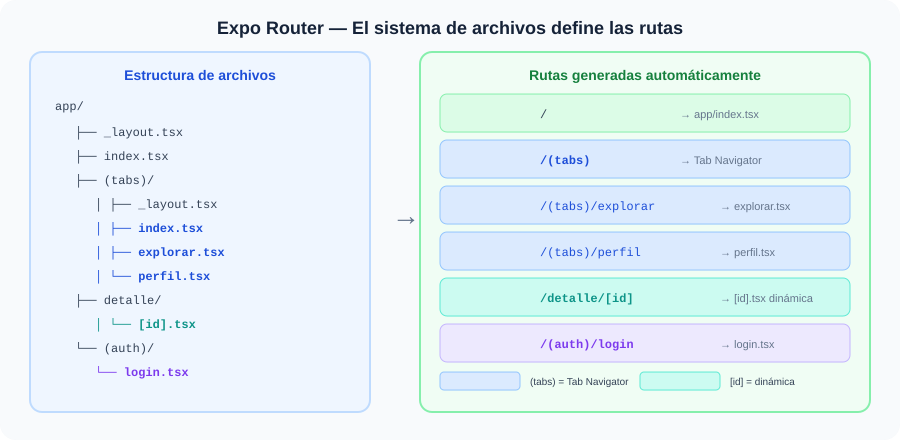 Expo Router — El sistema de archivos define las rutas
Estructura de archivos
app/
├── _layout.tsx
├── index.tsx
├── (tabs)/
│ ├── _layout.tsx
│ ├── index.tsx
│ ├── explorar.tsx
│ └── perfil.tsx
├── detalle/
│ └── [id].tsx
└── (auth)/
└── login.tsx
→
Rutas generadas automáticamente
/ → app/index.tsx
/(tabs) → Tab Navigator
/(tabs)/explorar → explorar.tsx
/(tabs)/perfil → perfil.tsx
/detalle/[id] → [id].tsx dinámica
/(auth)/login → login.tsx
(tabs) = Tab Navigator [id] = dinámica